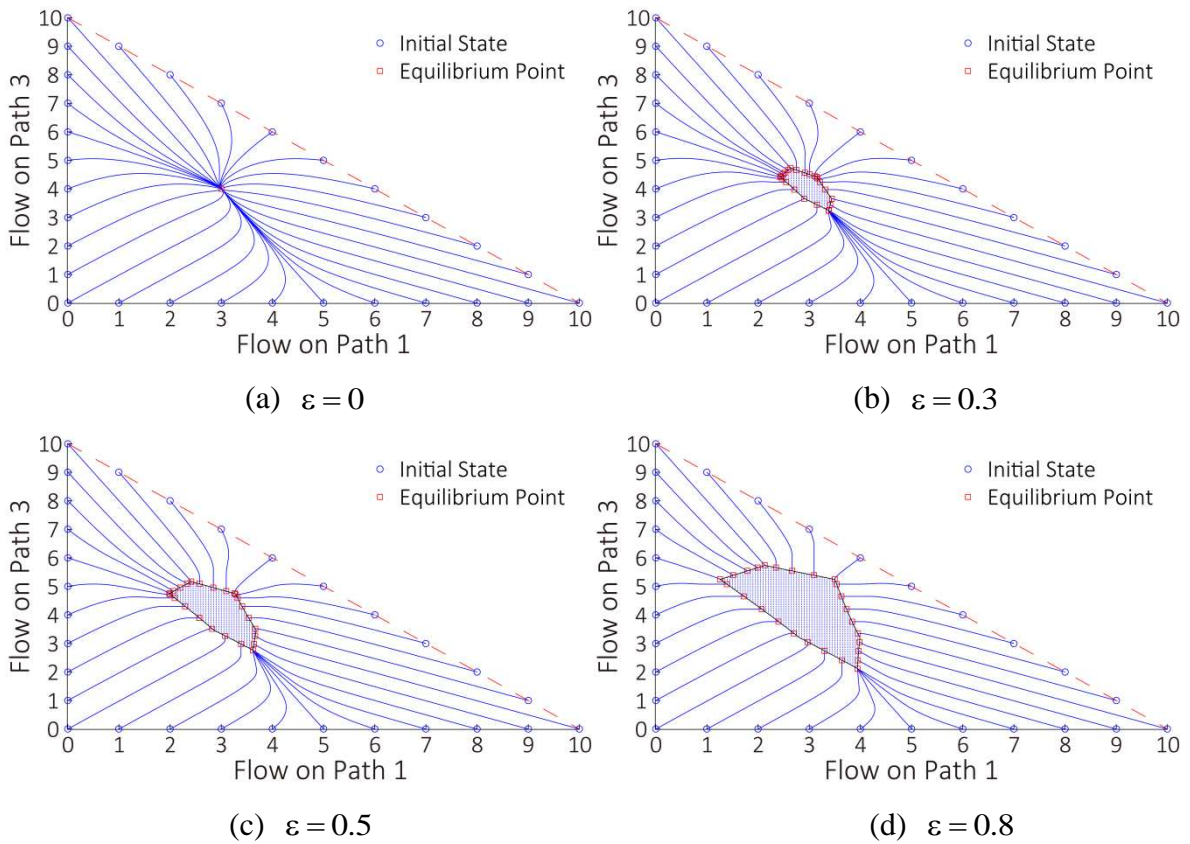 10
9
8
7
6
5
4
3
2
1
0
Flow on Path 3
Initial State
Equilibrium Point
0 1 2 3 4 5 6 7 8 9 10
Flow on Path 1
(a) ε = 0
10
9
8
7
6
5
4
3
2
1
0
Flow on Path 3
Initial State
Equilibrium Point
0 1 2 3 4 5 6 7 8 9 10
Flow on Path 1
(b) ε = 0.3
10
9
8
7
6
5
4
3
2
1
0
Flow on Path 3
Initial State
Equilibrium Point
0 1 2 3 4 5 6 7 8 9 10
Flow on Path 1
(c) ε = 0.5
10
9
8
7
6
5
4
3
2
1
0
Flow on Path 3
Initial State
Equilibrium Point
0 1 2 3 4 5 6 7 8 9 10
Flow on Path 1
(d) ε = 0.8